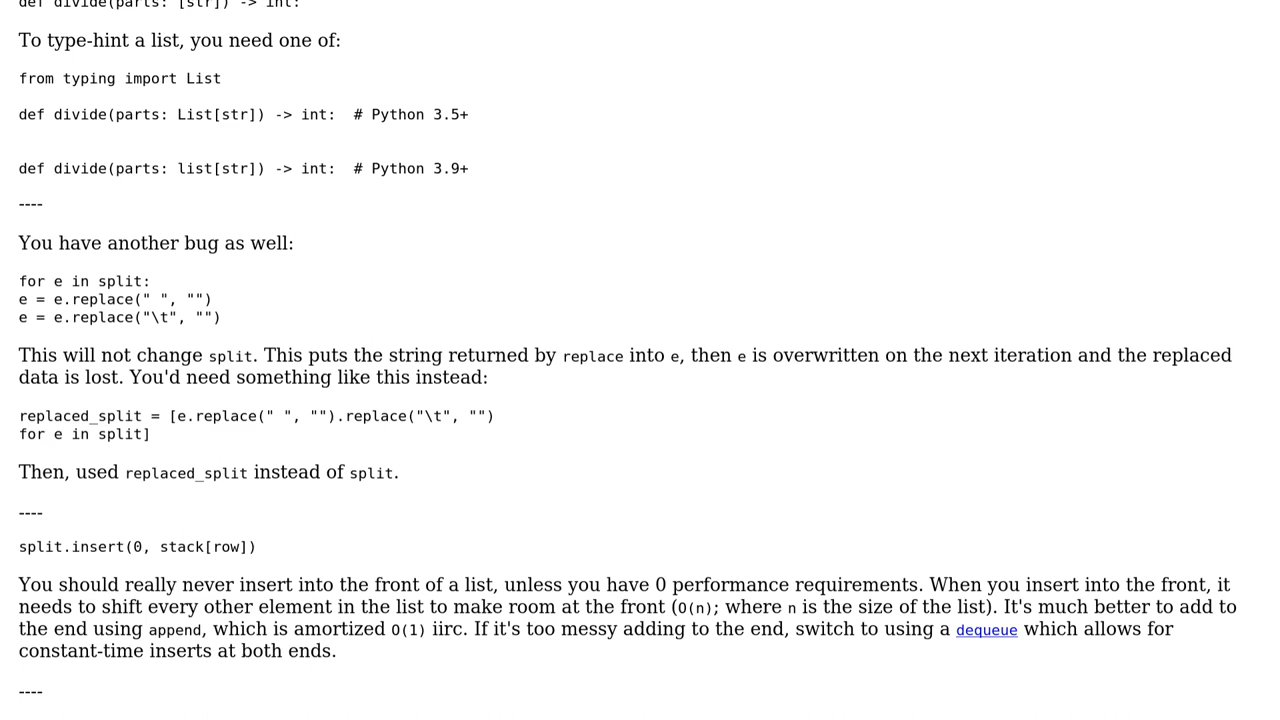 def divide(parts: [str]) -> int:
To type-hint a list, you need one of:
from typing import List
def divide(parts: List[str]) -> int:  # Python 3.5+
def divide(parts: list[str]) -> int:  # Python 3.9+
----
You have another bug as well:
for e in split:
e = e.replace(" ", "")
e = e.replace("\t", "")
This will not change split. This puts the string returned by replace into e, then e is overwritten on the next iteration and the replaced
data is lost. You'd need something like this instead:
replaced_split = [e.replace(" ", "").replace("\t", "")
for e in split]
Then, used replaced_split instead of split.
----
split.insert(0, stack[row])
You should really never insert into the front of a list, unless you have 0 performance requirements. When you insert into the front, it
needs to shift every other element in the list to make room at the front (O(n); where n is the size of the list). It's much better to add to
the end using append, which is amortized O(1) iirc. If it's too messy adding to the end, switch to using a dequeue which allows for
constant-time inserts at both ends.
----